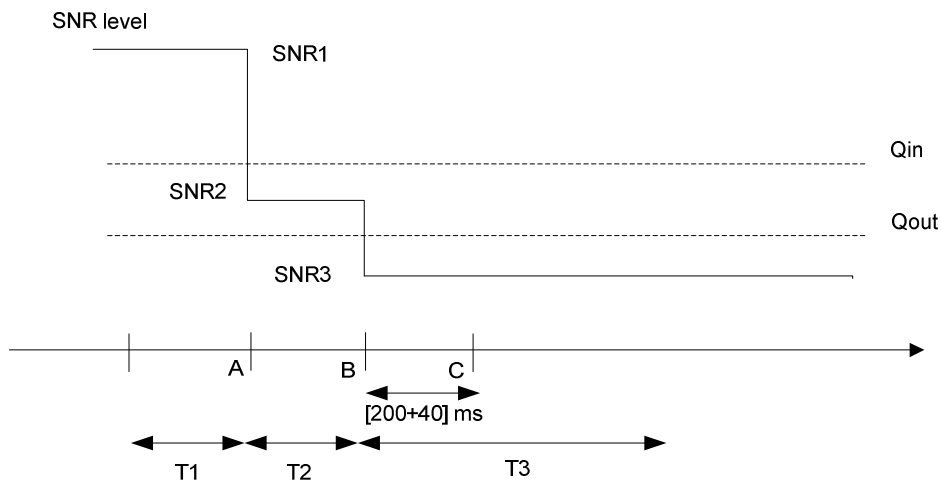 SNR level
SNR1
Qin
SNR2
Qout
SNR3
A
B
C
[200+40] ms
T1
T2
T3